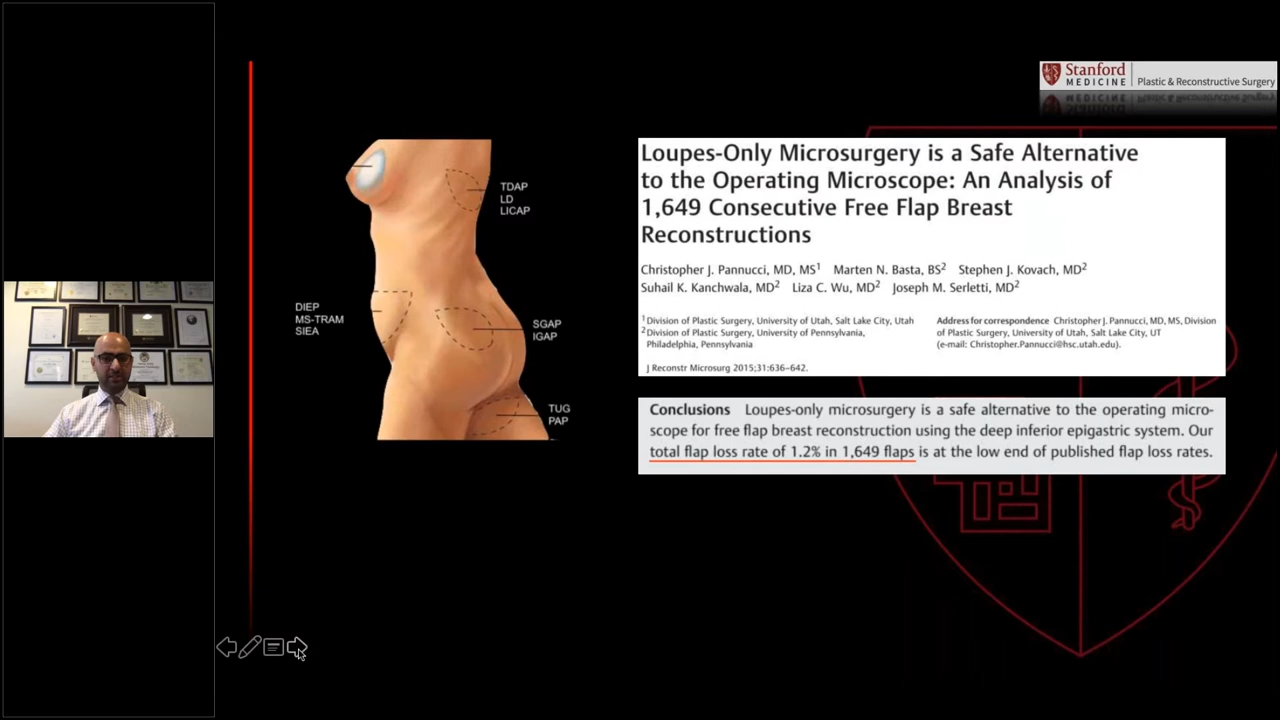 Stanford
MEDICINE
Plastic & Reconstructive Surgery
TDAP
LD
LICAP
DIEP
MS-TRAM
SIEA
SGAP
IGAP
TUG
PAP
Loupes-Only Microsurgery is a Safe Alternative
to the Operating Microscope: An Analysis of
1,649 Consecutive Free Flap Breast
Reconstructions
Christopher J. Pannucci, MD, MS1 Marten N. Basta, BS2 Stephen J. Kovach, MD2
Suhail K. Kanchwala, MD2 Liza C. Wu, MD2 Joseph M. Serletti, MD2
1 Division of Plastic Surgery, University of Utah, Salt Lake City, Utah
2 Division of Plastic Surgery, University of Pennsylvania,
Philadelphia, Pennsylvania
Address for correspondence Christopher J. Pannucci, MD, MS, Division
of Plastic Surgery, University of Utah, Salt Lake City, UT
(e-mail: Christopher.Pannucci@hsc.utah.edu).
J Reconstr Microsurg 2015;31:636–642.
Conclusions Loupes-only microsurgery is a safe alternative to the operating micro-
scope for free flap breast reconstruction using the deep inferior epigastric system. Our
total flap loss rate of 1.2% in 1,649 flaps is at the low end of published flap loss rates.